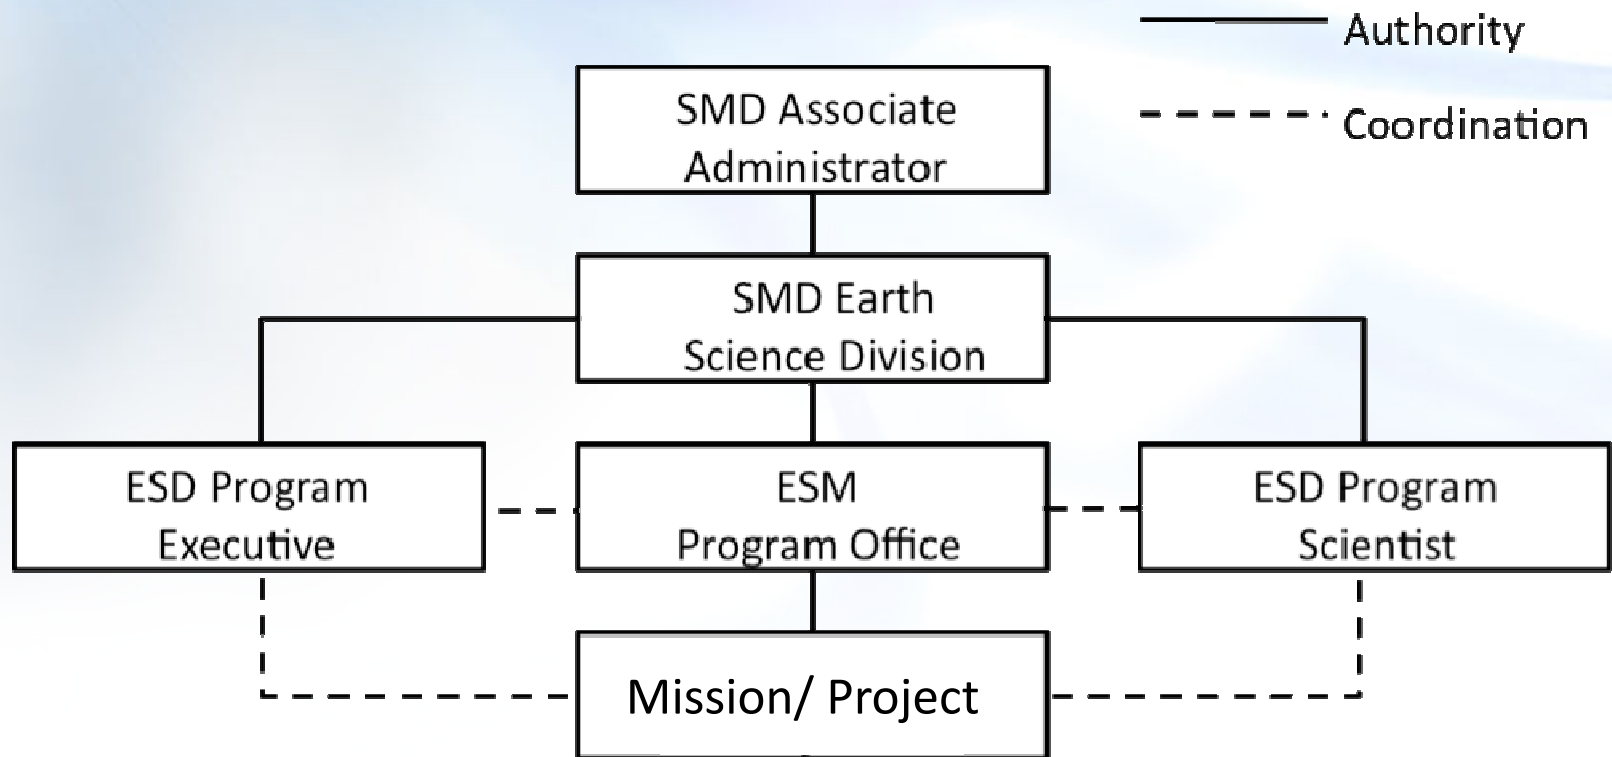 Authority
Coordination
SMD Associate
Administrator
SMD Earth
Science Division
ESD Program
Executive
ESM
Program Office
ESD Program
Scientist
Mission/ Project